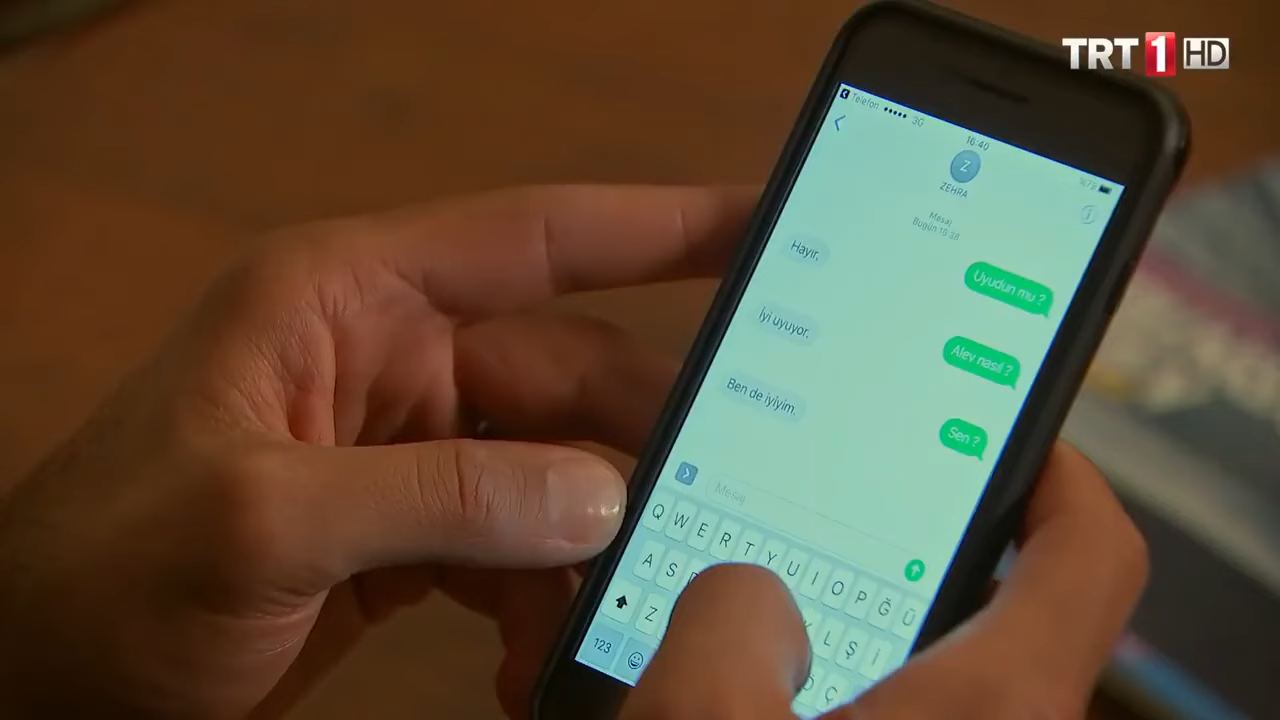 TRT 1 HD
Telefon 3G
16:40
Z
ZEHRA
Mesaj
Bugün 16:38
Uyudun mu ?
Hayır.
Alev nasıl ?
İyi uyuyor.
Sen ?
Ben de iyiyim.
Mesaj
Q W E R T Y U I O P Ğ Ü
A S D K L Ş İ
Z Ö Ç
123